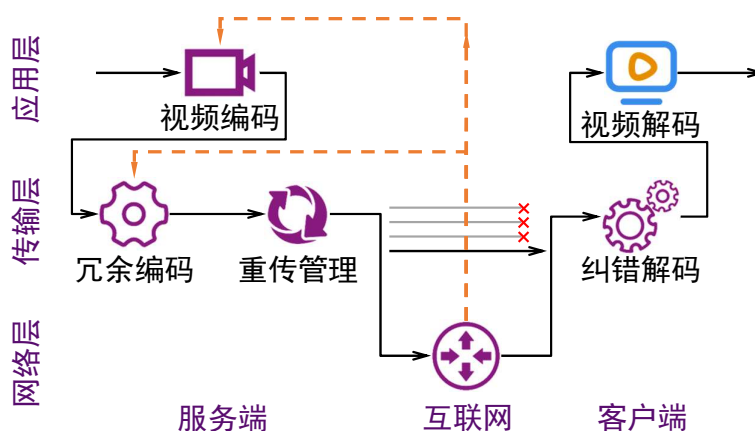 应用层
视频编码
视频解码
传输层
冗余编码
重传管理
纠错解码
网络层
服务端
互联网
客户端